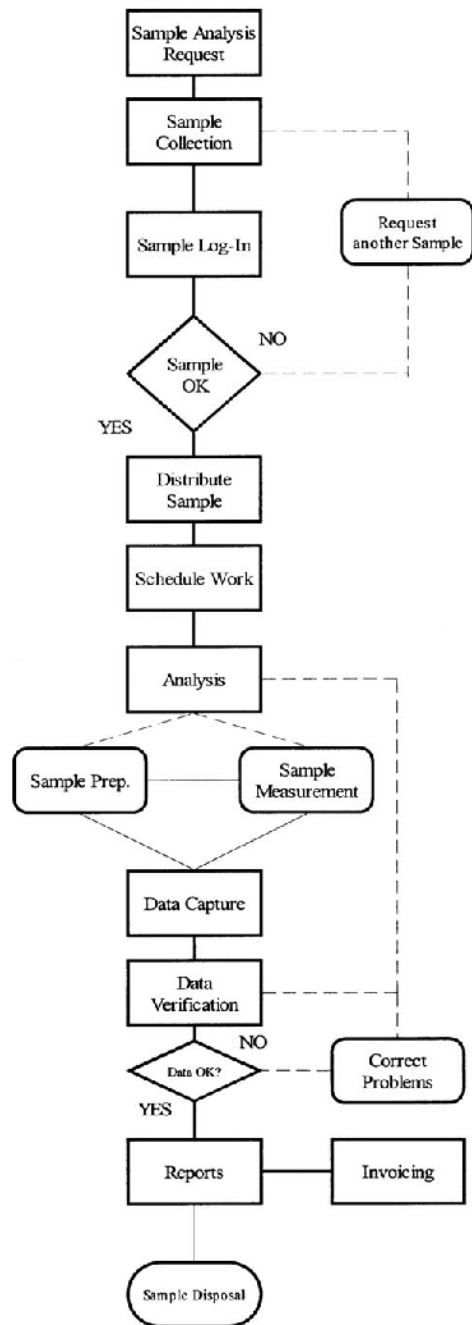 Sample Analysis
Request
Sample
Collection
Request
another Sample
Sample Log-In
NO
Sample
OK
YES
Distribute
Sample
Schedule Work
Analysis
Sample Prep.
Sample
Measurement
Data Capture
Data
Verification
NO
Data OK?
Correct
Problems
YES
Reports
Invoicing
Sample Disposal